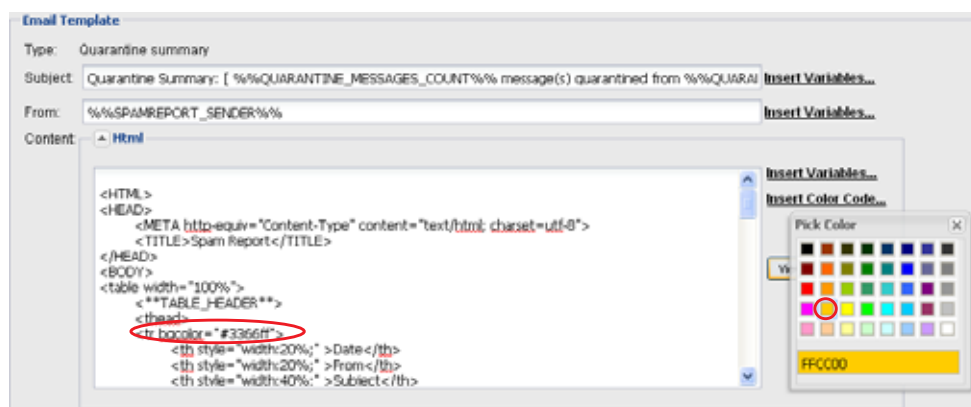 Email Template
Type: Quarantine summary
Subject: Quarantine Summary: [ %%QUARANTINE_MESSAGES_COUNT%% message(s) quarantined from %%QUARAI Insert Variables...
From: %%SPAMREPORT_SENDER%% Insert Variables...
Content: Html
Insert Variables...
Insert Color Code...
<HTML>
<HEAD>
<META http-equiv="Content-Type" content="text/html; charset=utf-8">
<TITLE>Spam Report</TITLE>
</HEAD>
<BODY>
<table width="100%">
<**TABLE_HEADER**>
<thead>
<tr bgcolor="#3366ff">
<th style="width:20%;" >Date</th>
<th style="width:20%;" >From</th>
<th style="width:40%;" >Subject</th>
Pick Color
FFCC00